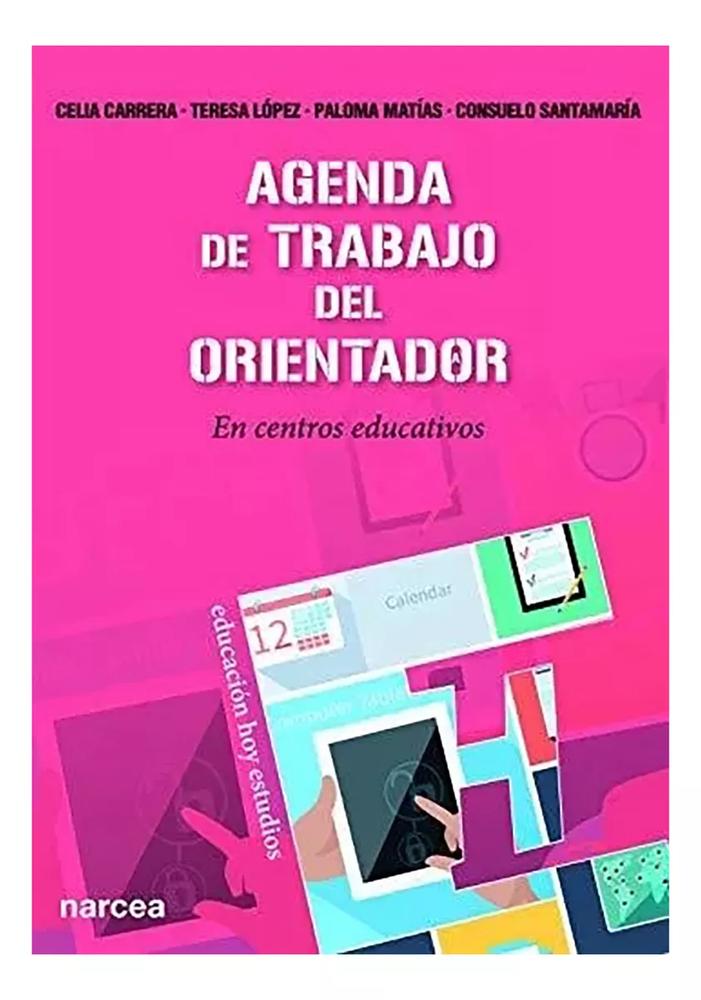 CELIA CARRERA · TERESA LÓPEZ · PALOMA MATÍAS · CONSUELO SANTAMARÍA
AGENDA
DE TRABAJO
DEL
ORIENTADOR
En centros educativos
Calendar
12
educación hoy estudios
narcea